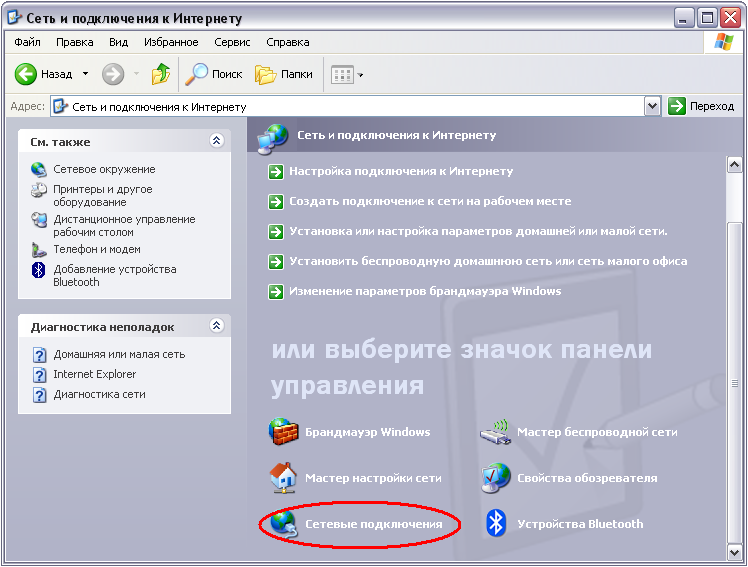 Сеть и подключения к Интернету
Файл Правка Вид Избранное Сервис Справка
Назад Поиск Папки
Адрес: Сеть и подключения к Интернету Переход
См. также
Сетевое окружение
Принтеры и другое
оборудование
Дистанционное управление
рабочим столом
Телефон и модем
Добавление устройства
Bluetooth
Диагностика неполадок
Домашняя или малая сеть
Internet Explorer
Диагностика сети
Сеть и подключения к Интернету
Настройка подключения к Интернету
Создать подключение к сети на рабочем месте
Установка или настройка параметров домашней или малой сети.
Установить беспроводную домашнюю сеть или сеть малого офиса
Изменение параметров брандмауэра Windows
или выберите значок панели
управления
Брандмауэр Windows Мастер беспроводной сети
Мастер настройки сети Свойства обозревателя
Сетевые подключения Устройства Bluetooth